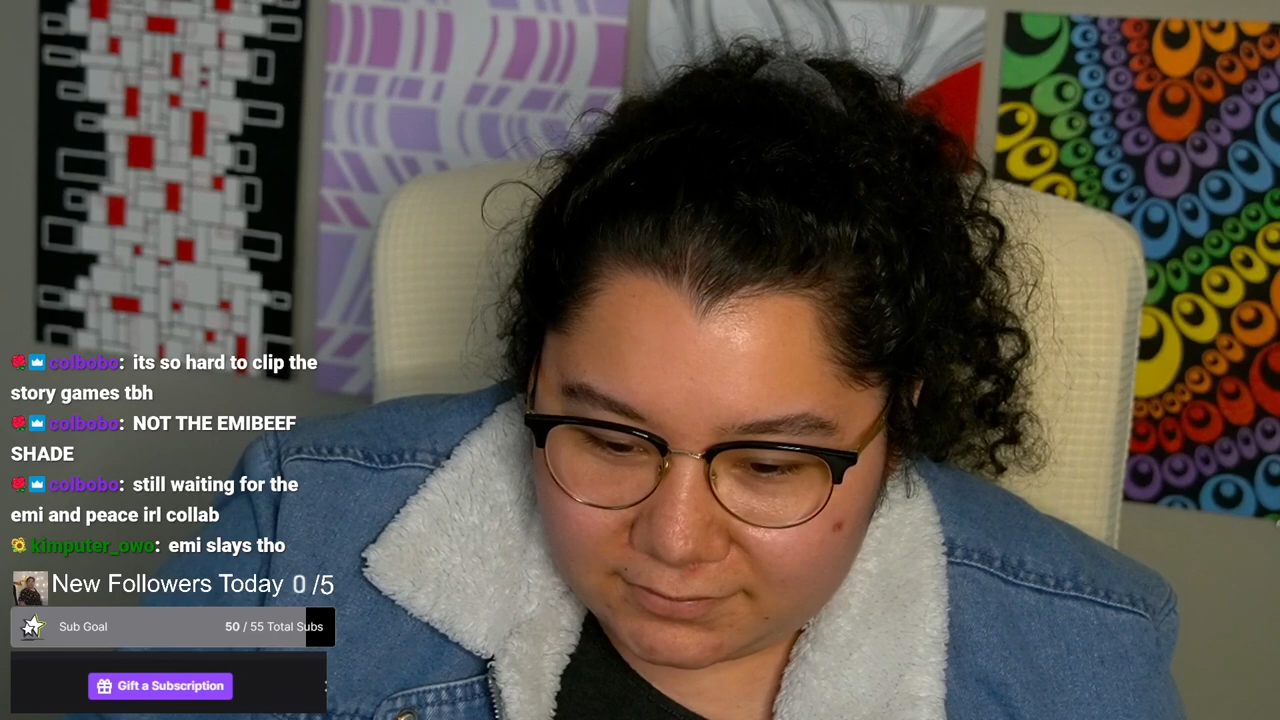 colbobo: its so hard to clip the
story games tbh
colbobo: NOT THE EMIBEEF
SHADE
colbobo: still waiting for the
emi and peace irl collab
kimputer_owo: emi slays tho
New Followers Today 0 /5
Sub Goal 50 / 55 Total Subs
Gift a Subscription